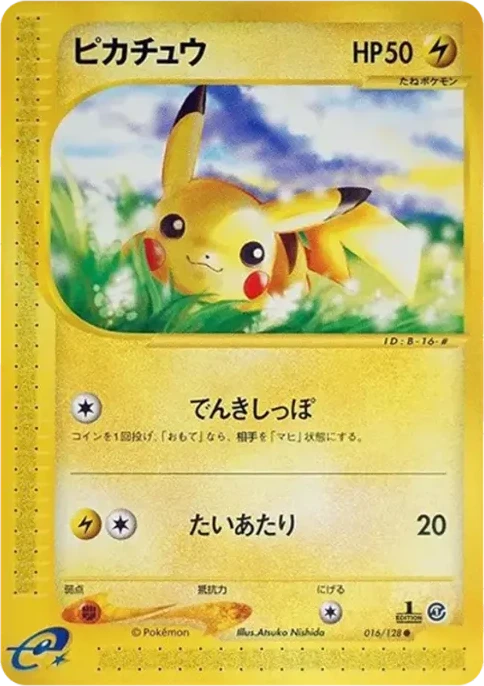 ピカチュウ HP50
たねポケモン
ID:B-16-#
でんきしっぽ
コインを1回投げ、「おもて」なら、相手を「マヒ」状態にする。
たいあたり 20
弱点 抵抗力 にげる
© Pokémon Illus.Atsuko Nishida 016/128 ●
1
EDITION
e